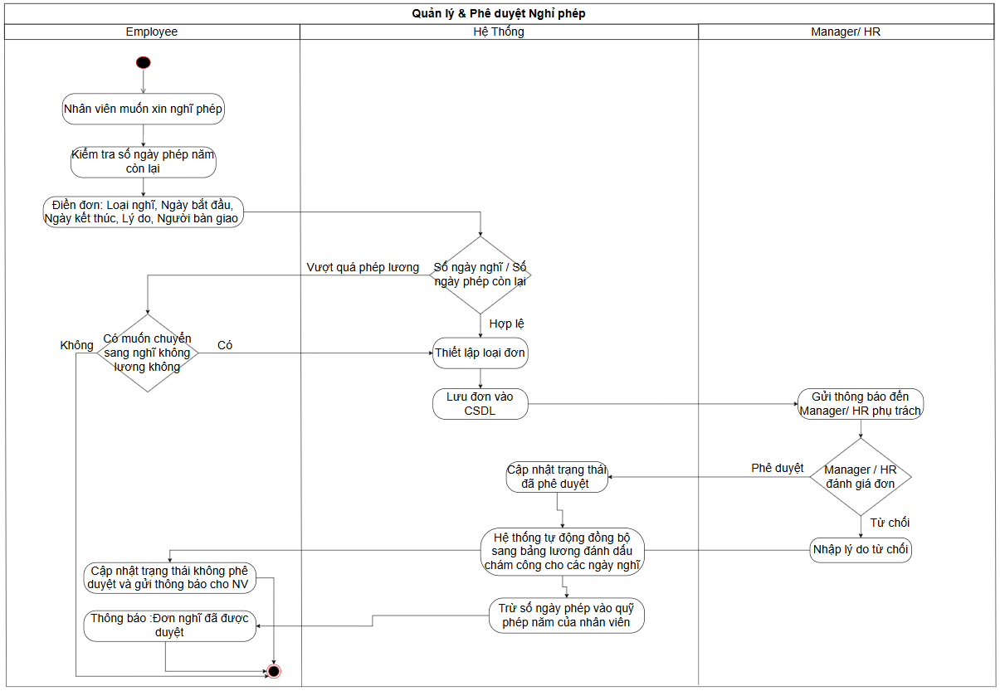 Quản lý & Phê duyệt Nghỉ phép
Employee
Hệ Thống
Manager/ HR
Nhân viên muốn xin nghĩ phép
Kiểm tra số ngày phép năm
còn lại
Điền đơn: Loại nghĩ, Ngày bắt đầu,
Ngày kết thúc, Lý do, Người bàn giao
Vượt quá phép lương
Số ngày nghĩ / Số
ngày phép còn lại
Hợp lệ
Không
Có muốn chuyển
sang nghĩ không
lương không
Có
Thiết lập loại đơn
Lưu đơn vào
CSDL
Gửi thông báo đến
Manager/ HR phụ trách
Phê duyệt
Manager / HR
đánh giá đơn
Cập nhật trạng thái
đã phê duyệt
Từ chối
Hệ thống tự động đồng bộ
sang bảng lương đánh dấu
chám công cho các ngày nghĩ
Nhập lý do từ chối
Cập nhật trạng thái không phê
duyệt và gửi thông báo cho NV
Trừ số ngày phép vào quỹ
phép năm của nhân viên
Thông báo :Đơn nghĩ đã được
duyệt